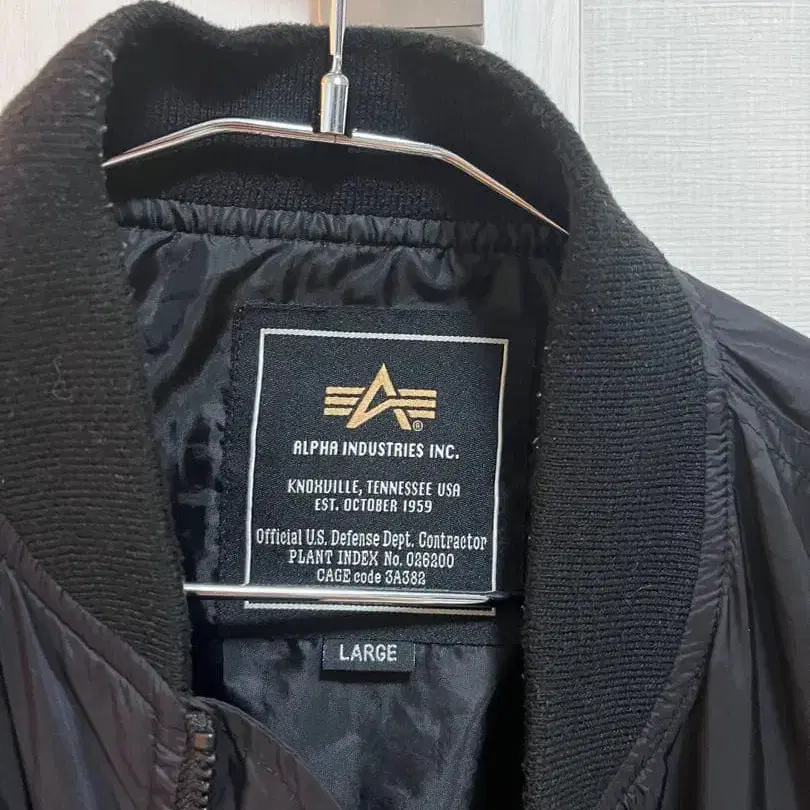 ALPHA INDUSTRIES INC.
KNOXVILLE, TENNESSEE USA
EST. OCTOBER 1959
Official U.S. Defense Dept. Contractor
PLANT INDEX No. 026200
CAGE code 3A382
LARGE